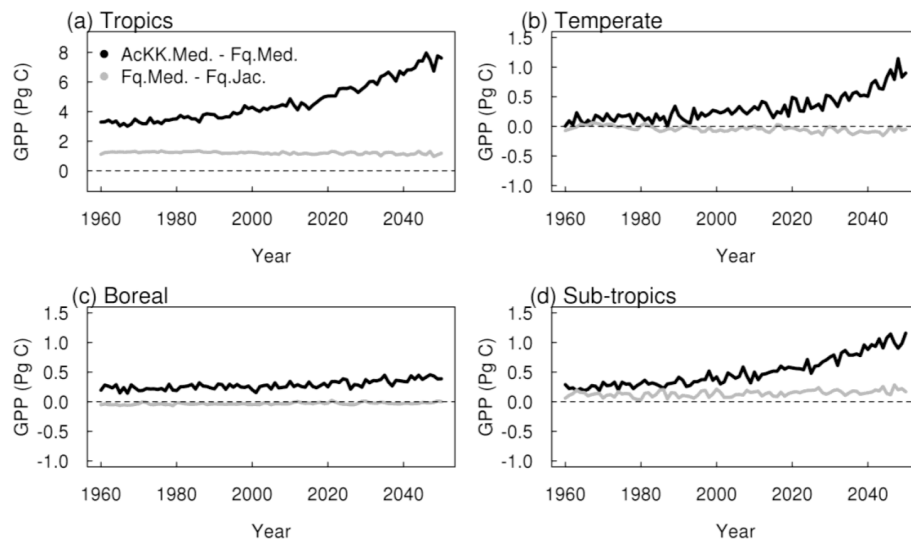 (a) Tropics
AcKK.Med. - Fq.Med.
Fq.Med. - Fq.Jac.
GPP (Pg C)
8
6
4
2
0
1960 1980 2000 2020 2040
Year
(b) Temperate
GPP (Pg C)
1.5
1.0
0.5
0.0
-0.5
-1.0
1960 1980 2000 2020 2040
Year
(c) Boreal
GPP (Pg C)
1.5
1.0
0.5
0.0
-0.5
-1.0
1960 1980 2000 2020 2040
Year
(d) Sub-tropics
GPP (Pg C)
1.5
1.0
0.5
0.0
-0.5
-1.0
1960 1980 2000 2020 2040
Year